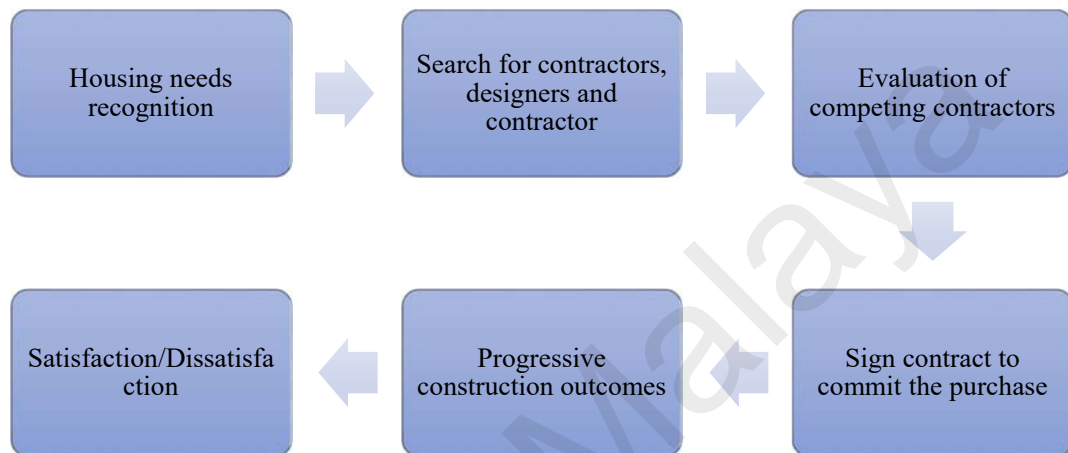 Housing needs
recognition
Search for contractors,
designers and
contractor
Evaluation of
competing contractors
Sign contract to
commit the purchase
Progressive
construction outcomes
Satisfaction/Dissatisfa
ction
Malaya